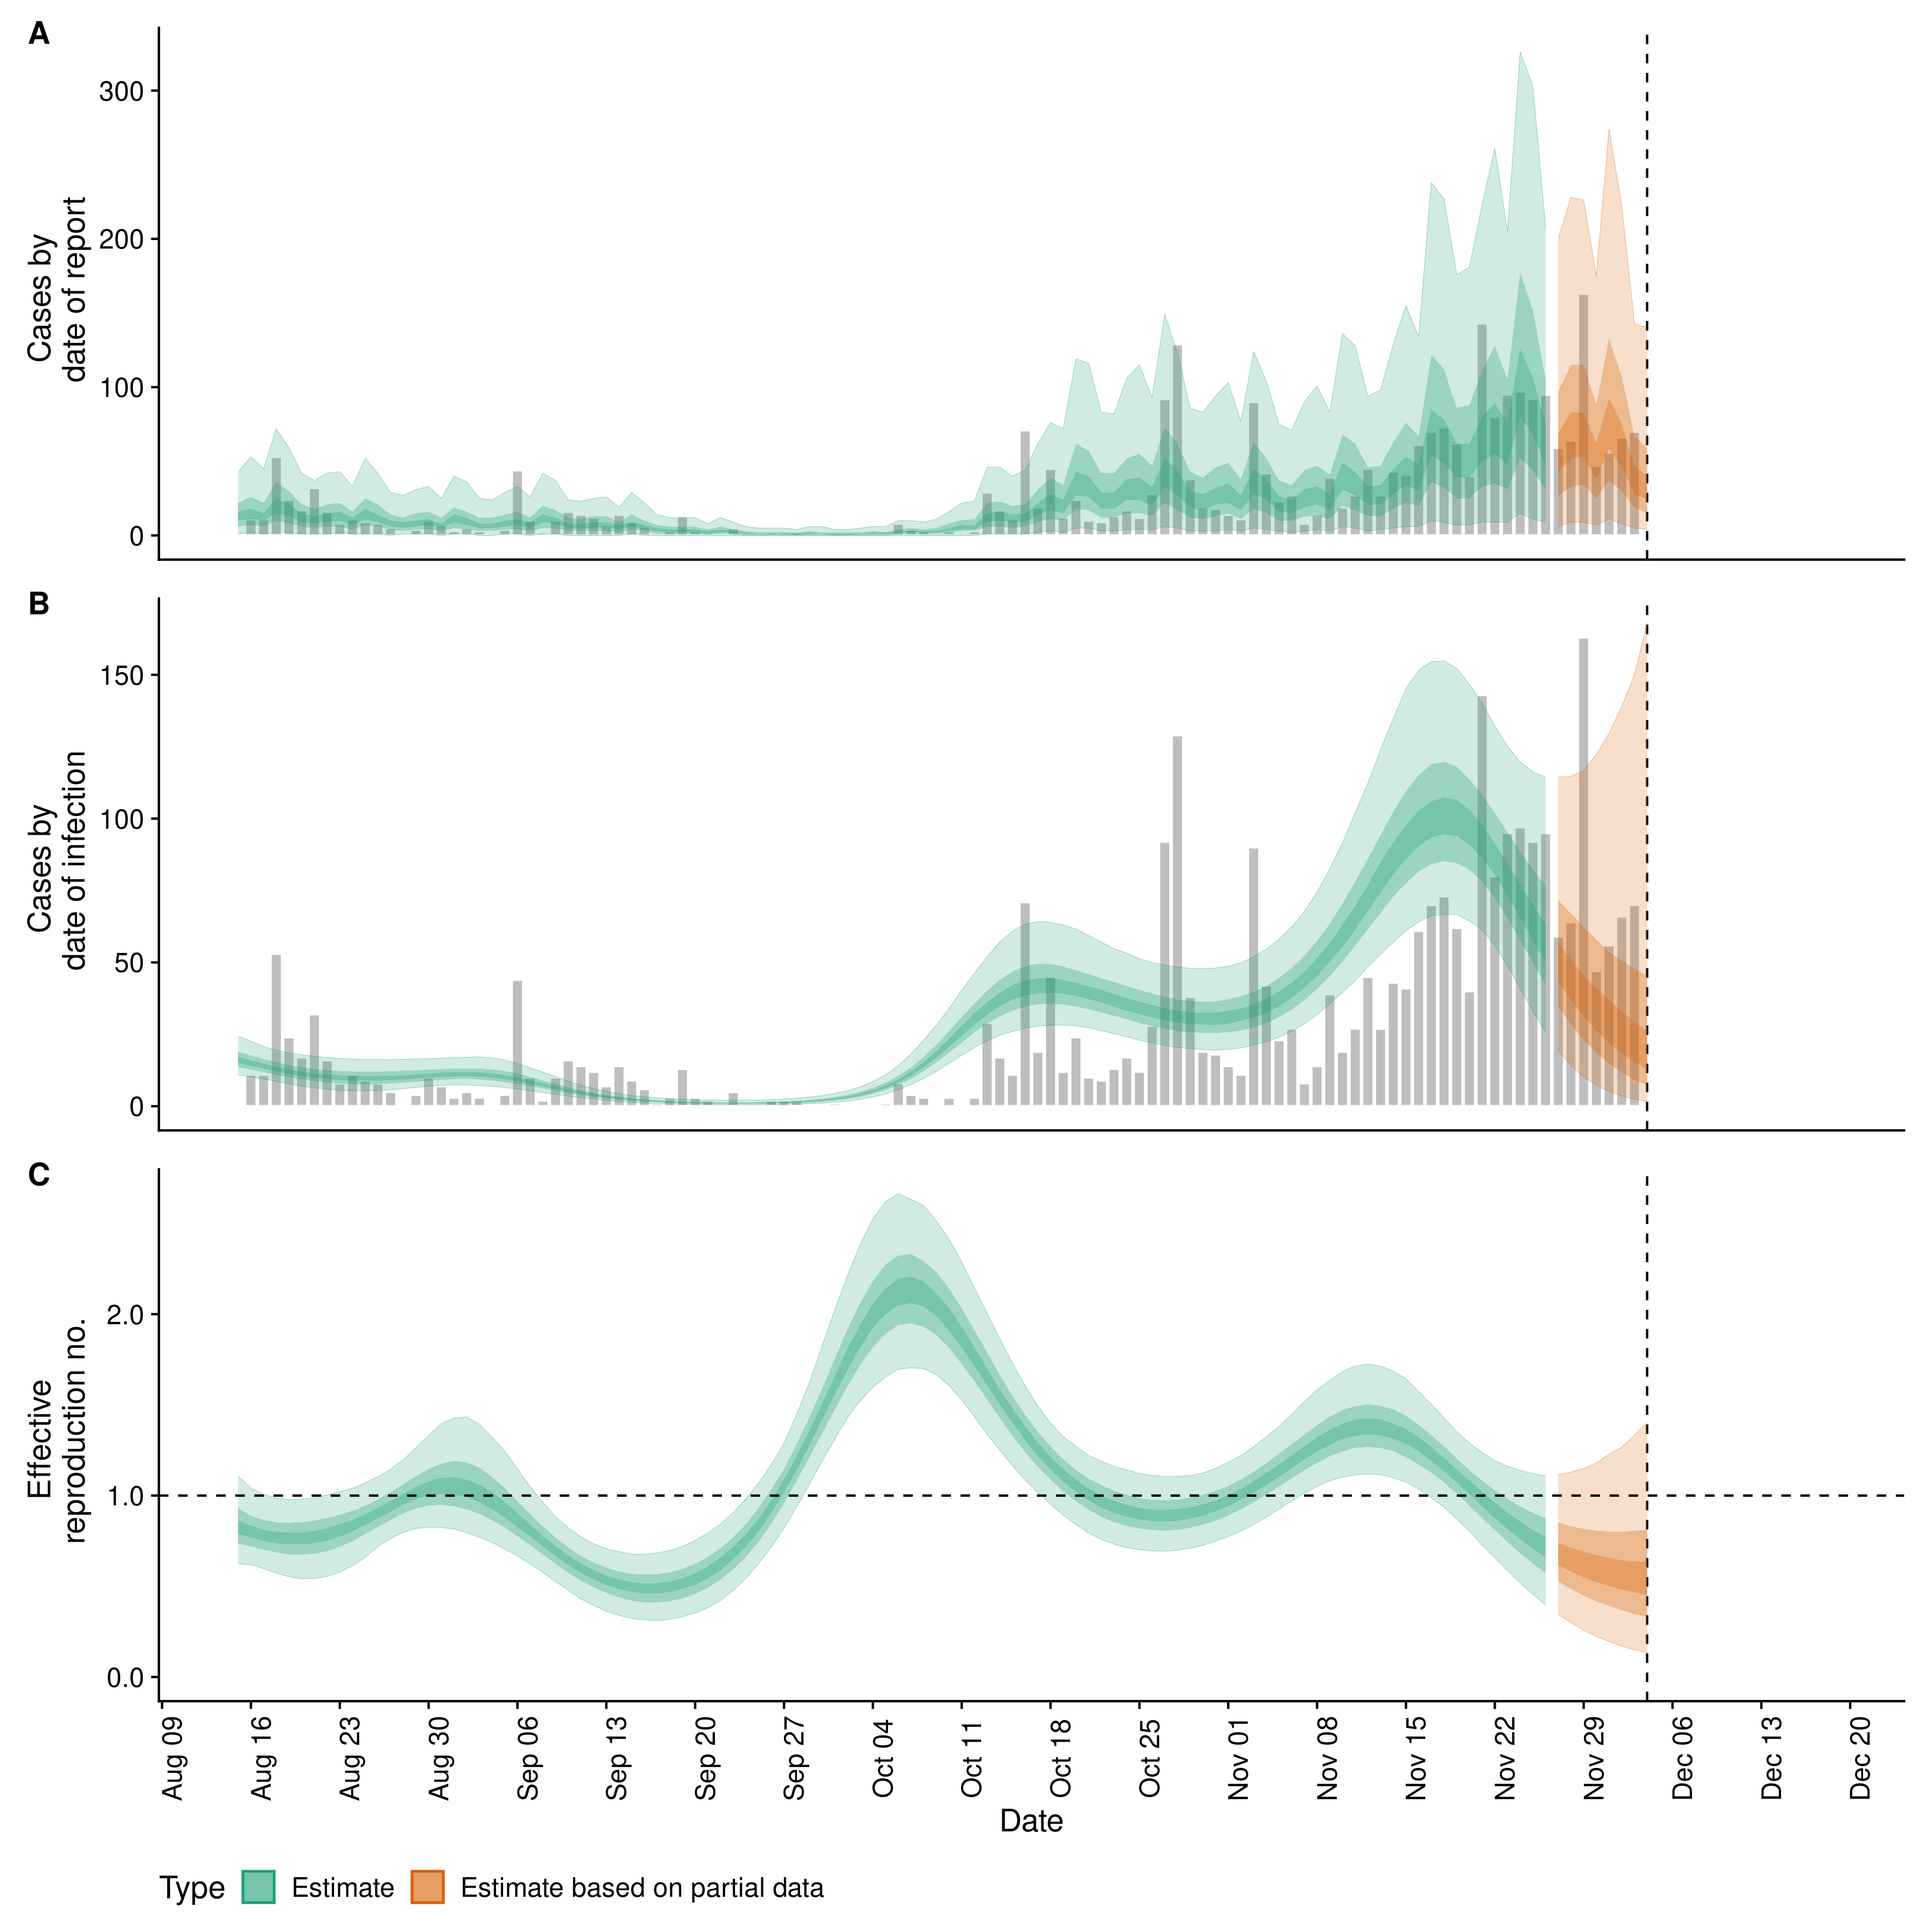 A
Cases by
date of report
300
200
100
0
B
Cases by
date of infection
150
100
50
0
C
Effective
reproduction no.
2.0
1.0
0.0
Aug 09
Aug 16
Aug 23
Aug 30
Sep 06
Sep 13
Sep 20
Sep 27
Oct 04
Oct 11
Oct 18
Oct 25
Nov 01
Nov 08
Nov 15
Nov 22
Nov 29
Dec 06
Dec 13
Dec 20
Date
Type Estimate Estimate based on partial data